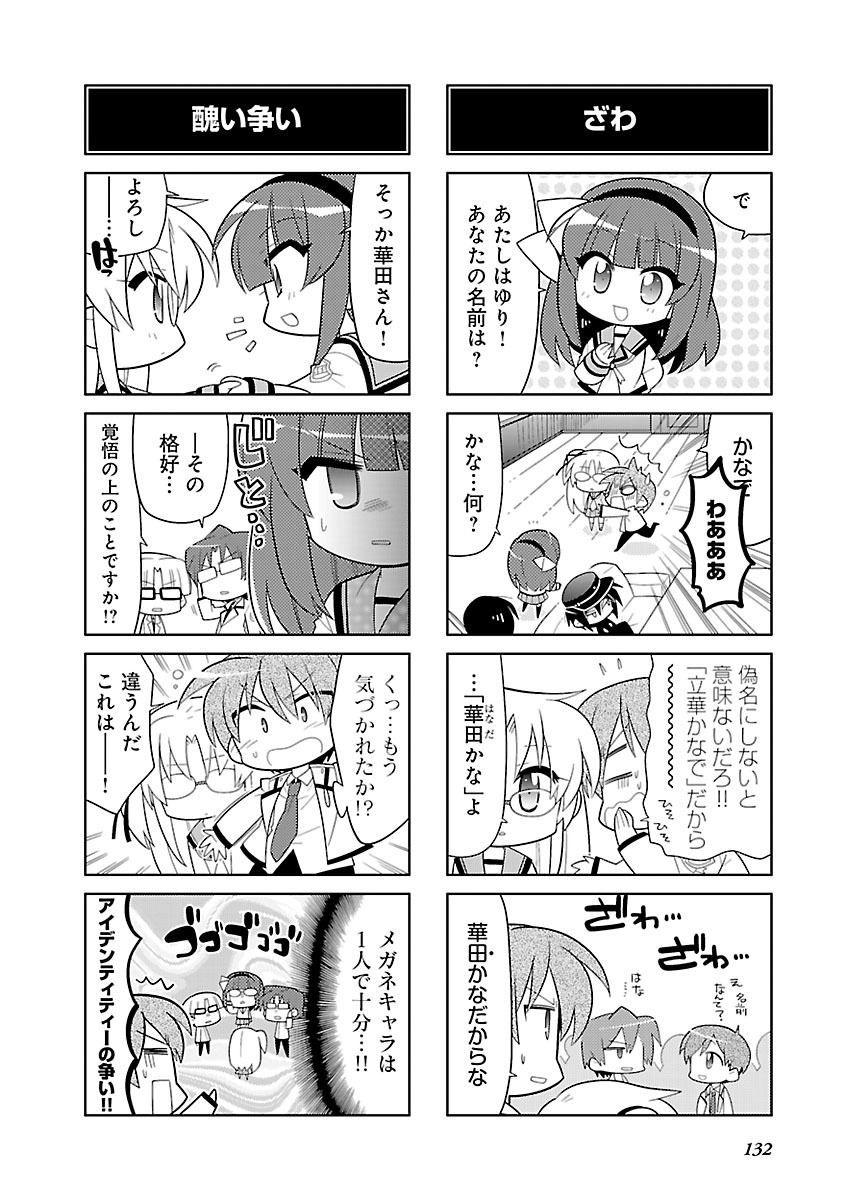 ざわ
で
あたしはゆり!
あなたの名前は?
かなで
わぁぁぁ
かな…何?
偽名にしないと
意味ないだろ!!
「立華かなで」だから
ひそ
ひそ
…「華田かな」よ
はなだ
ざわ…
ざわ…
え 名前
なんて?
はな
華田かなだからな
醜い争い
そっか華田さん!
よろし
──…
はっ
じと…
―その
格好…
覚悟の上のことですか!?
くっ…もう
気づかれたか!?
違うんだ
これは──!
メガネキャラは
1人で十分…!!
ゴゴゴゴゴ
アイデンティティーの争い!!
132